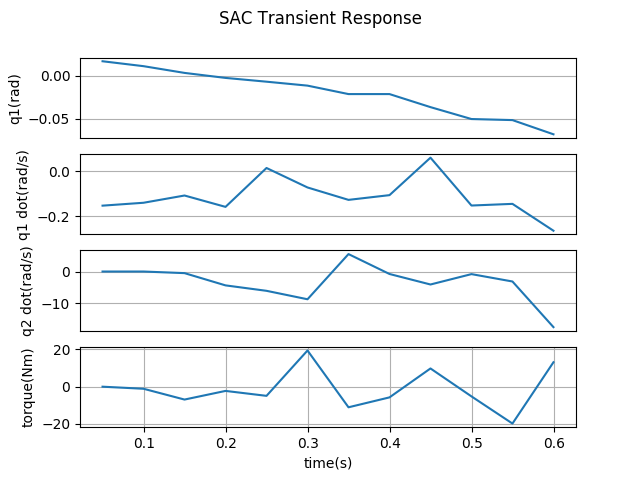 SAC Transient Response
q1(rad)
0.00
−0.05
q1 dot(rad/s)
0.0
−0.2
q2 dot(rad/s)
0
−10
torque(Nm)
20
0
−20
0.1 0.2 0.3 0.4 0.5 0.6
time(s)